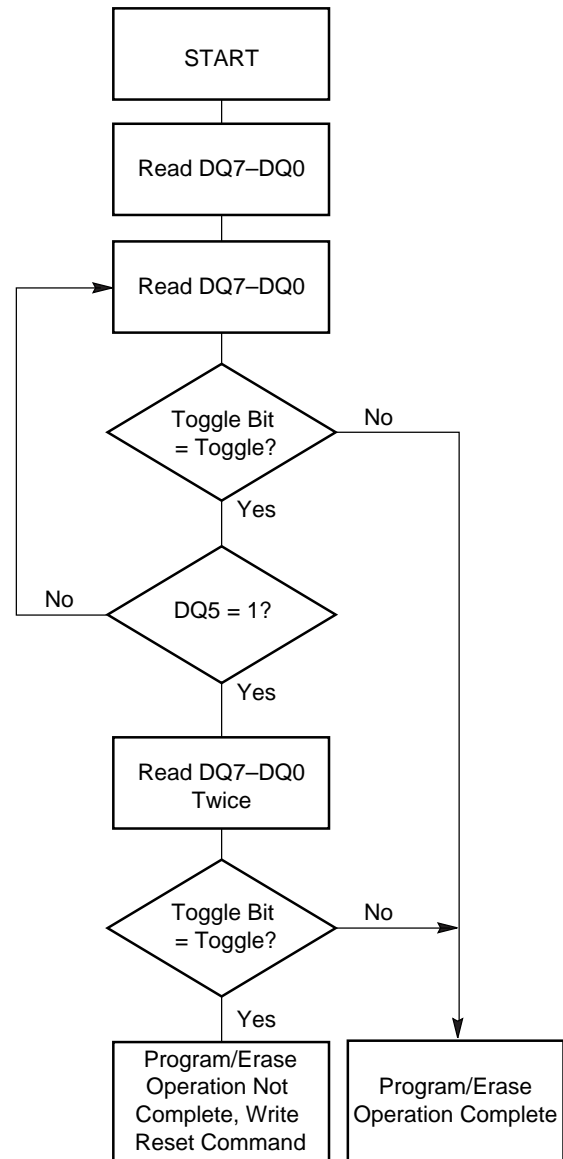 START
Read DQ7–DQ0
Read DQ7–DQ0
Toggle Bit
= Toggle?
No
Yes
No
DQ5 = 1?
Yes
Read DQ7–DQ0
Twice
Toggle Bit
= Toggle?
No
Yes
Program/Erase
Operation Not
Complete, Write
Reset Command
Program/Erase
Operation Complete